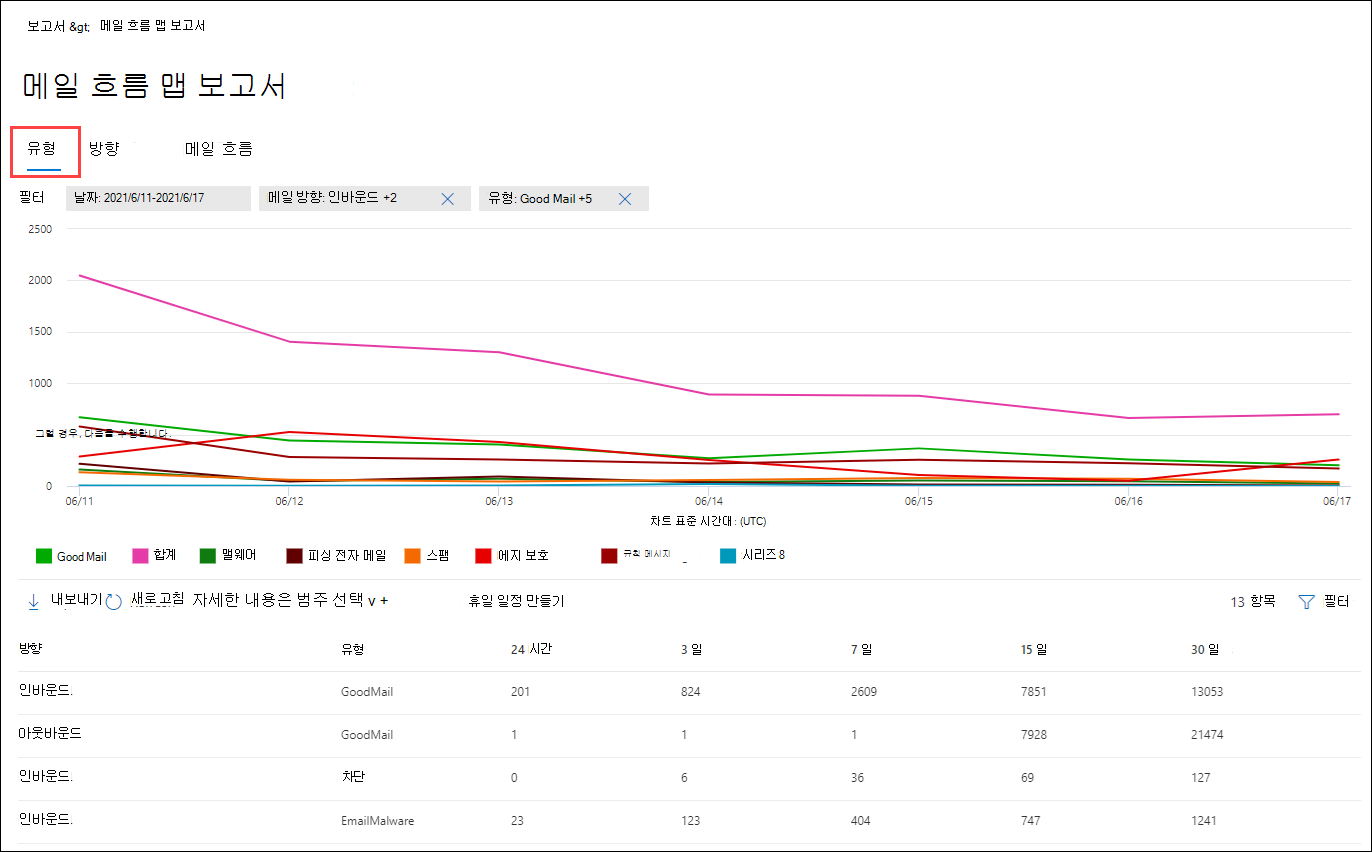 보고서 &gt; 메일 흐름 맵 보고서
메일 흐름 맵 보고서
유형 방향 메일 흐름
필터 날짜: 2021/6/11-2021/6/17 메일 방향: 인바운드 +2 유형: Good Mail +5
2500
2000
1500
1000
그럴 경우, 다음을 수행합니다.
0
06/11 06/12 06/13 06/14 06/15 06/16 06/17
차트 표준 시간대: (UTC)
Good Mail 합계 맬웨어 피싱 전자 메일 스팸 에지 보호 규칙 메시지 시리즈 8
내보내기 새로 고침 자세한 내용은 범주 선택 v + 휴일 일정 만들기 13 항목 필터
방향 유형 24 시간 3 일 7 일 15 일 30 일
인바운드. GoodMail 201 824 2609 7851 13053
아웃바운드 GoodMail 1 1 1 7928 21474
인바운드. 차단 0 6 36 69 127
인바운드. EmailMalware 23 123 404 747 1241